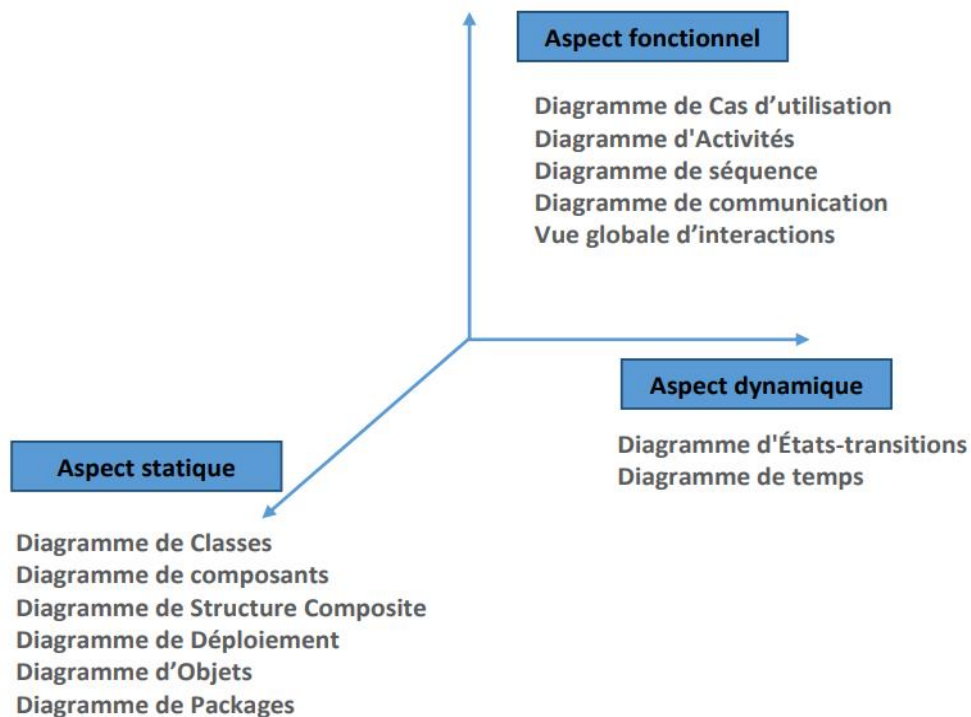 Aspect fonctionnel
Diagramme de Cas d’utilisation
Diagramme d'Activités
Diagramme de séquence
Diagramme de communication
Vue globale d’interactions
Aspect dynamique
Diagramme d'États-transitions
Diagramme de temps
Aspect statique
Diagramme de Classes
Diagramme de composants
Diagramme de Structure Composite
Diagramme de Déploiement
Diagramme d’Objets
Diagramme de Packages